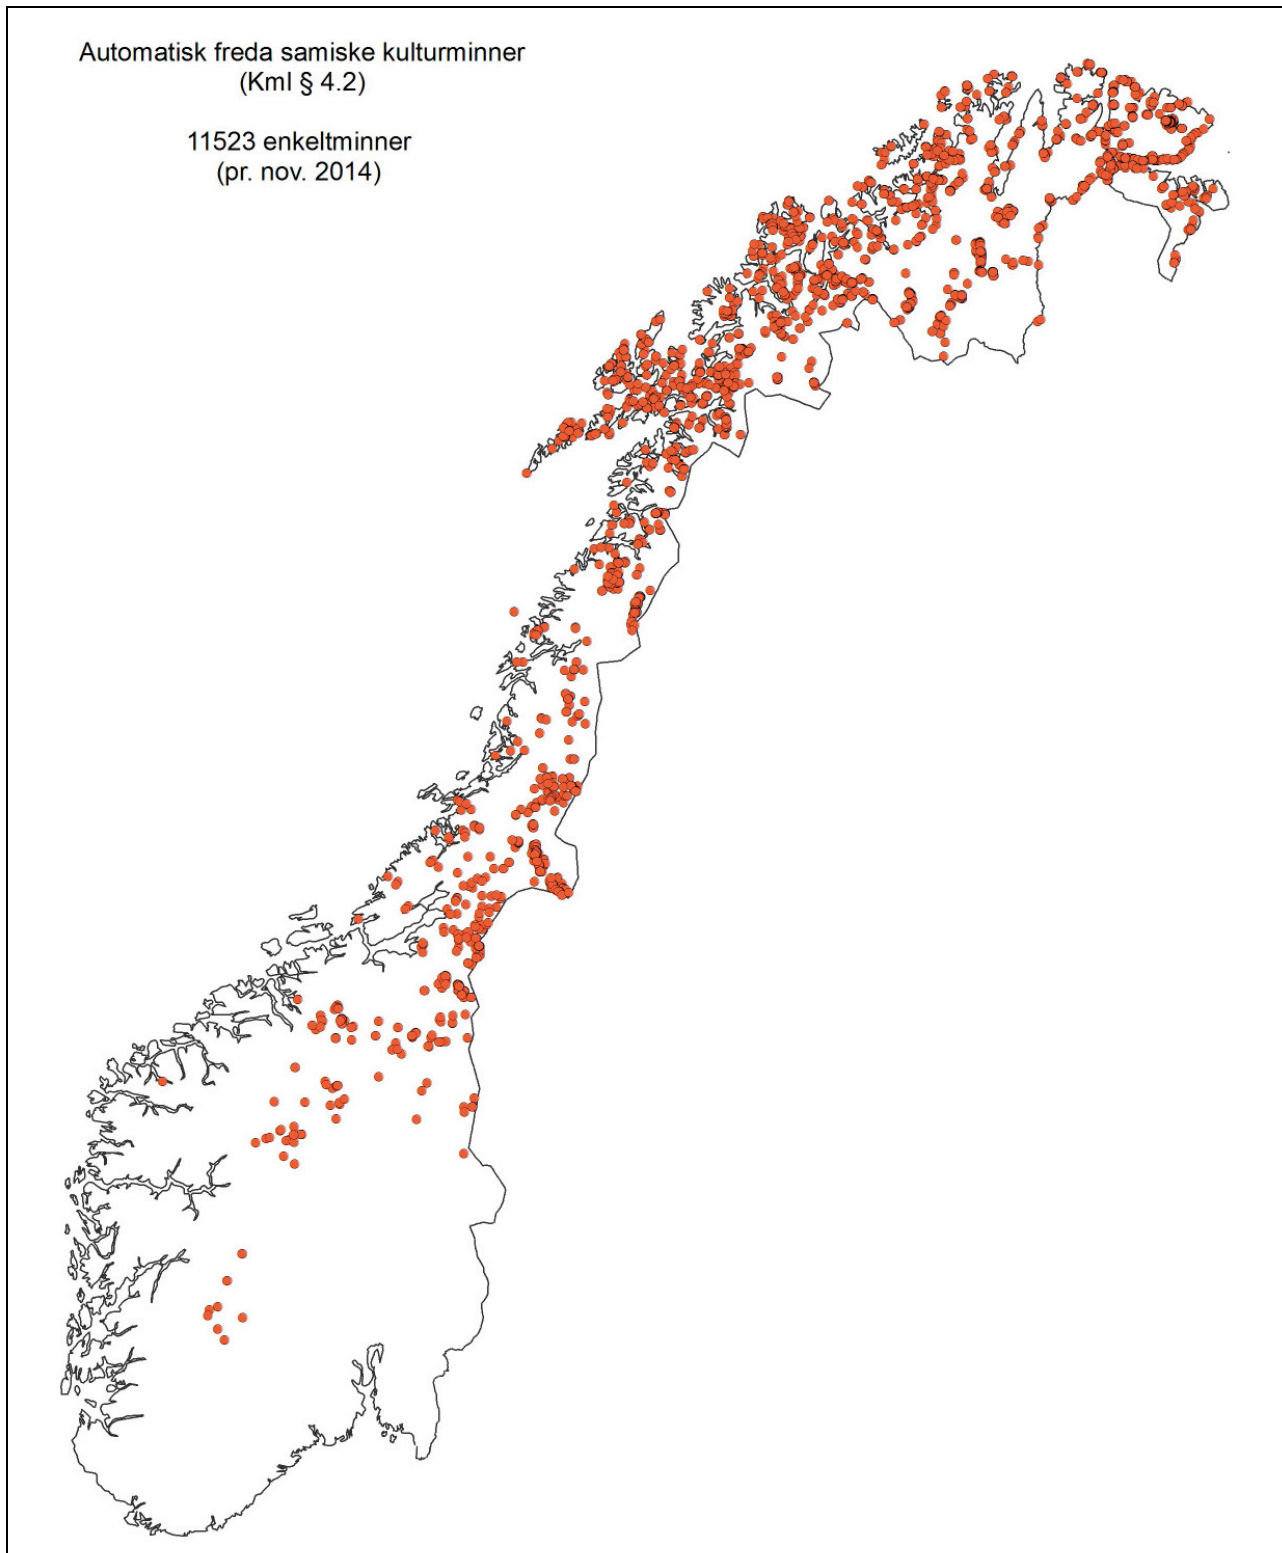 Automatisk freda samiske kulturminner
(Kml § 4.2)
11523 enkeltminner
(pr. nov. 2014)